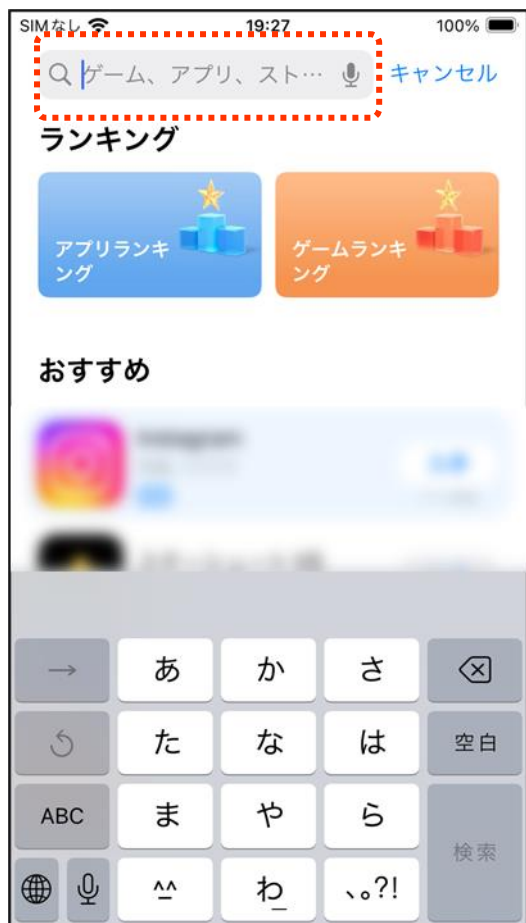 SIMなし 19:27 100%
ゲーム、アプリ、スト… キャンセル
ランキング
アプリランキ
ング
ゲームランキ
ング
おすすめ
Instagram
→ あ か さ
た な は 空白
ABC ま や ら
検索
^^ わ_ 、。?!